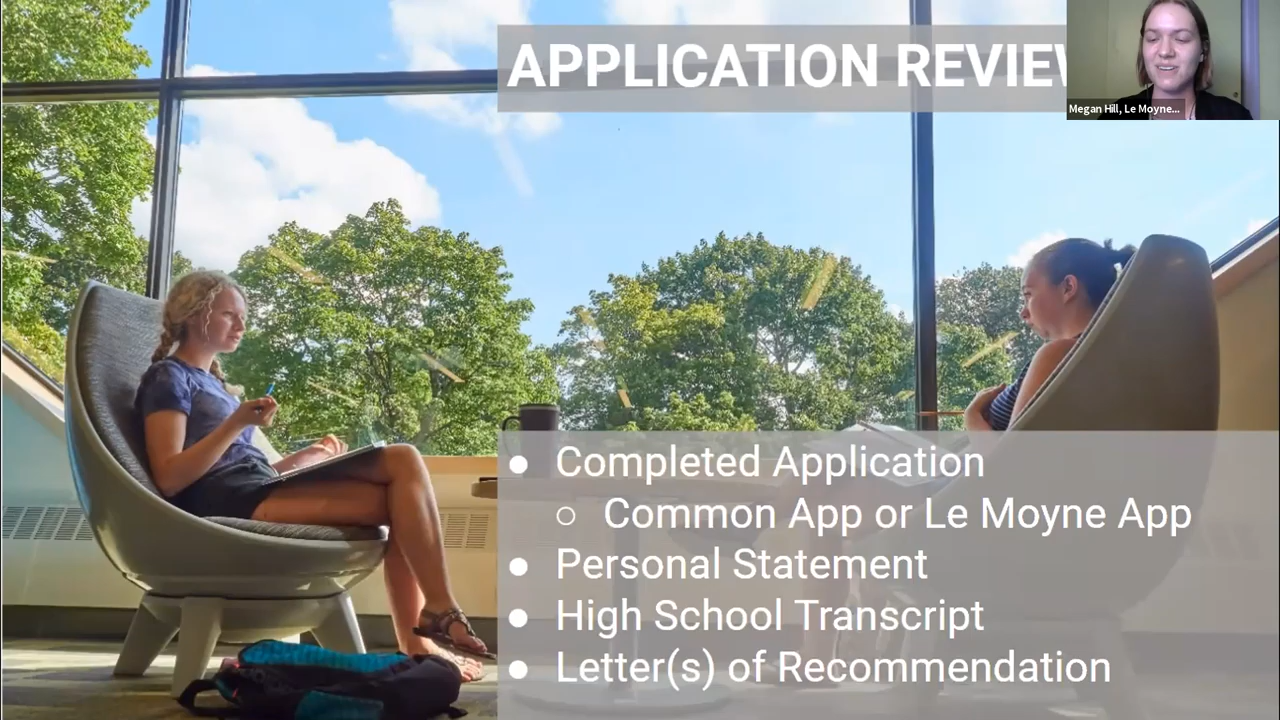 APPLICATION REVIEW
Megan Hill, Le Moyne...
● Completed Application
○ Common App or Le Moyne App
● Personal Statement
● High School Transcript
● Letter(s) of Recommendation